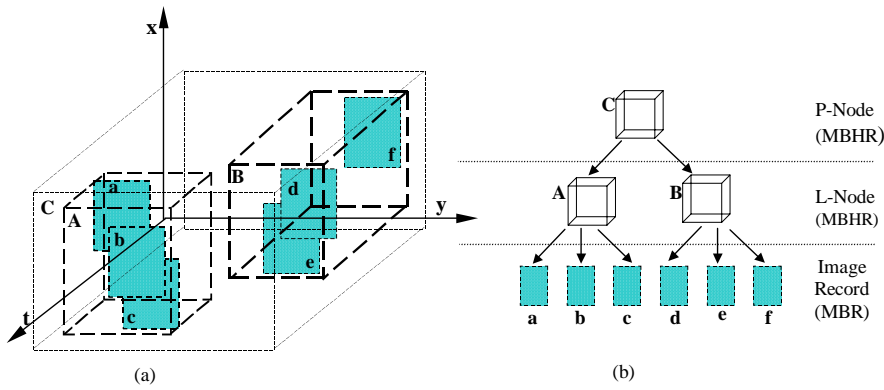 x
a
C
A
b
c
t
B
d
e
f
y
(a)
C
P-Node
(MBHR)
A
B
L-Node
(MBHR)
Image
Record
(MBR)
a b c d e f
(b)